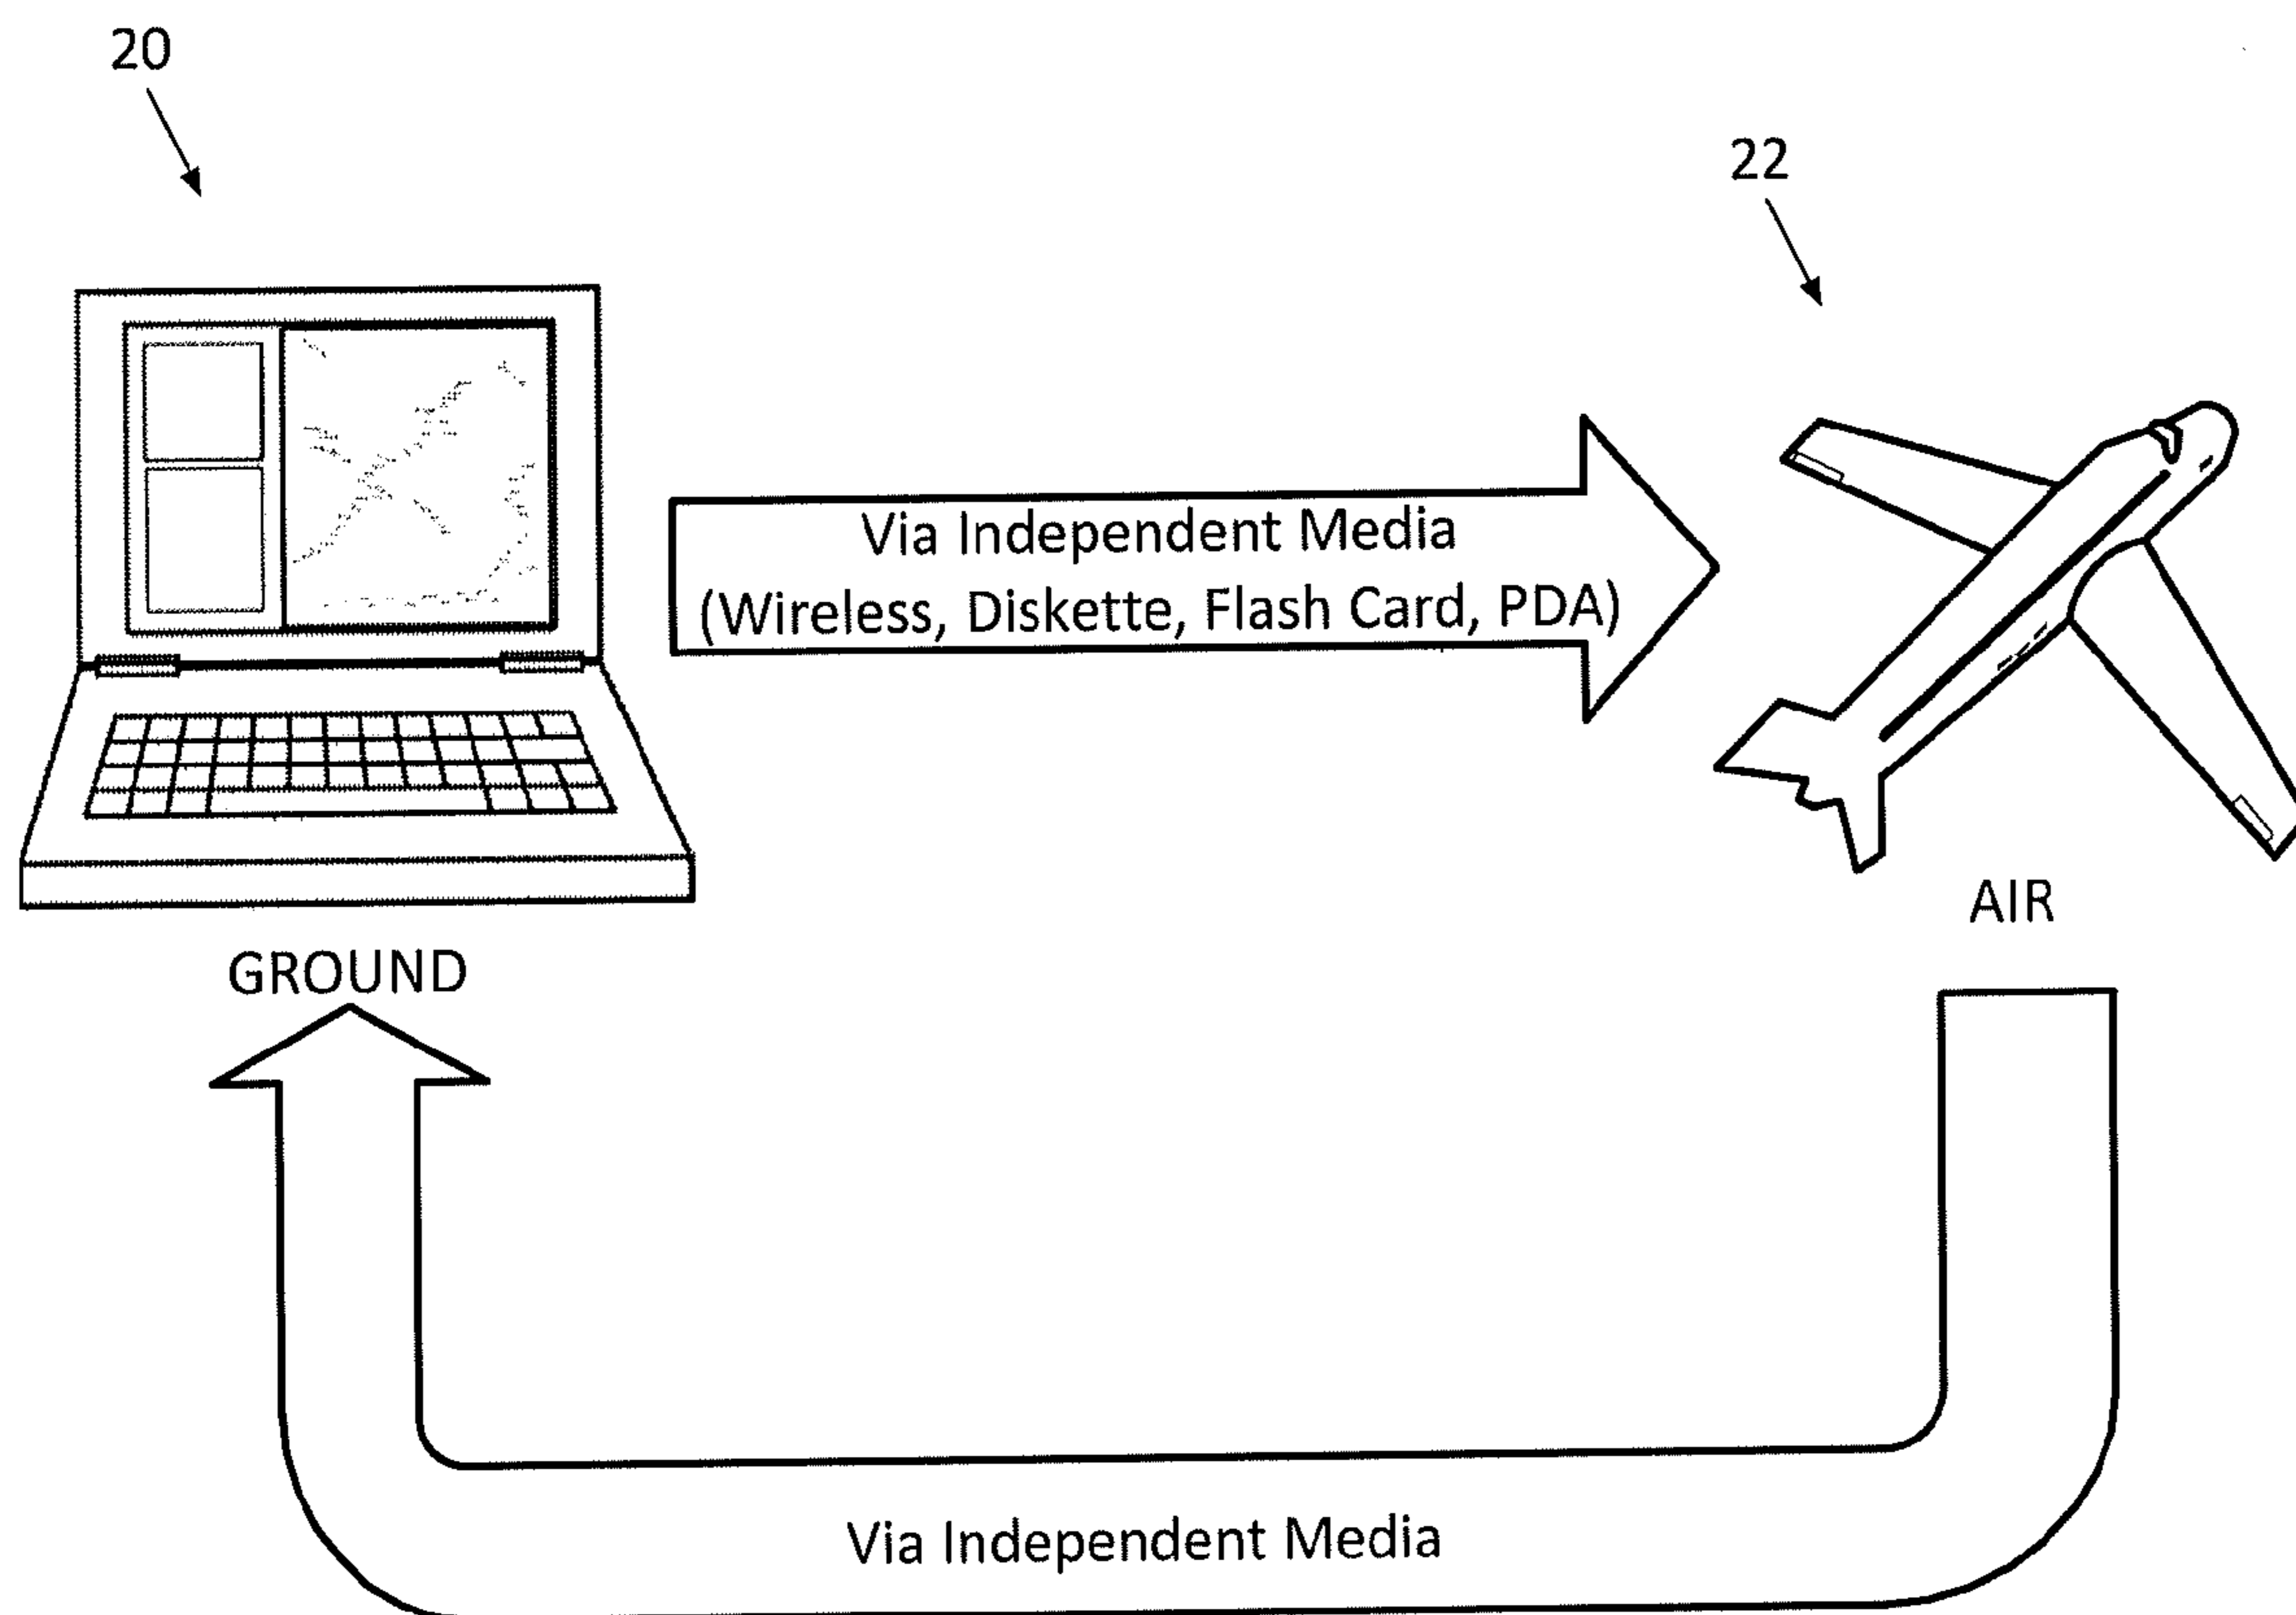 20
22
Via Independent Media
(Wireless, Diskette, Flash Card, PDA)
AIR
GROUND
Via Independent Media